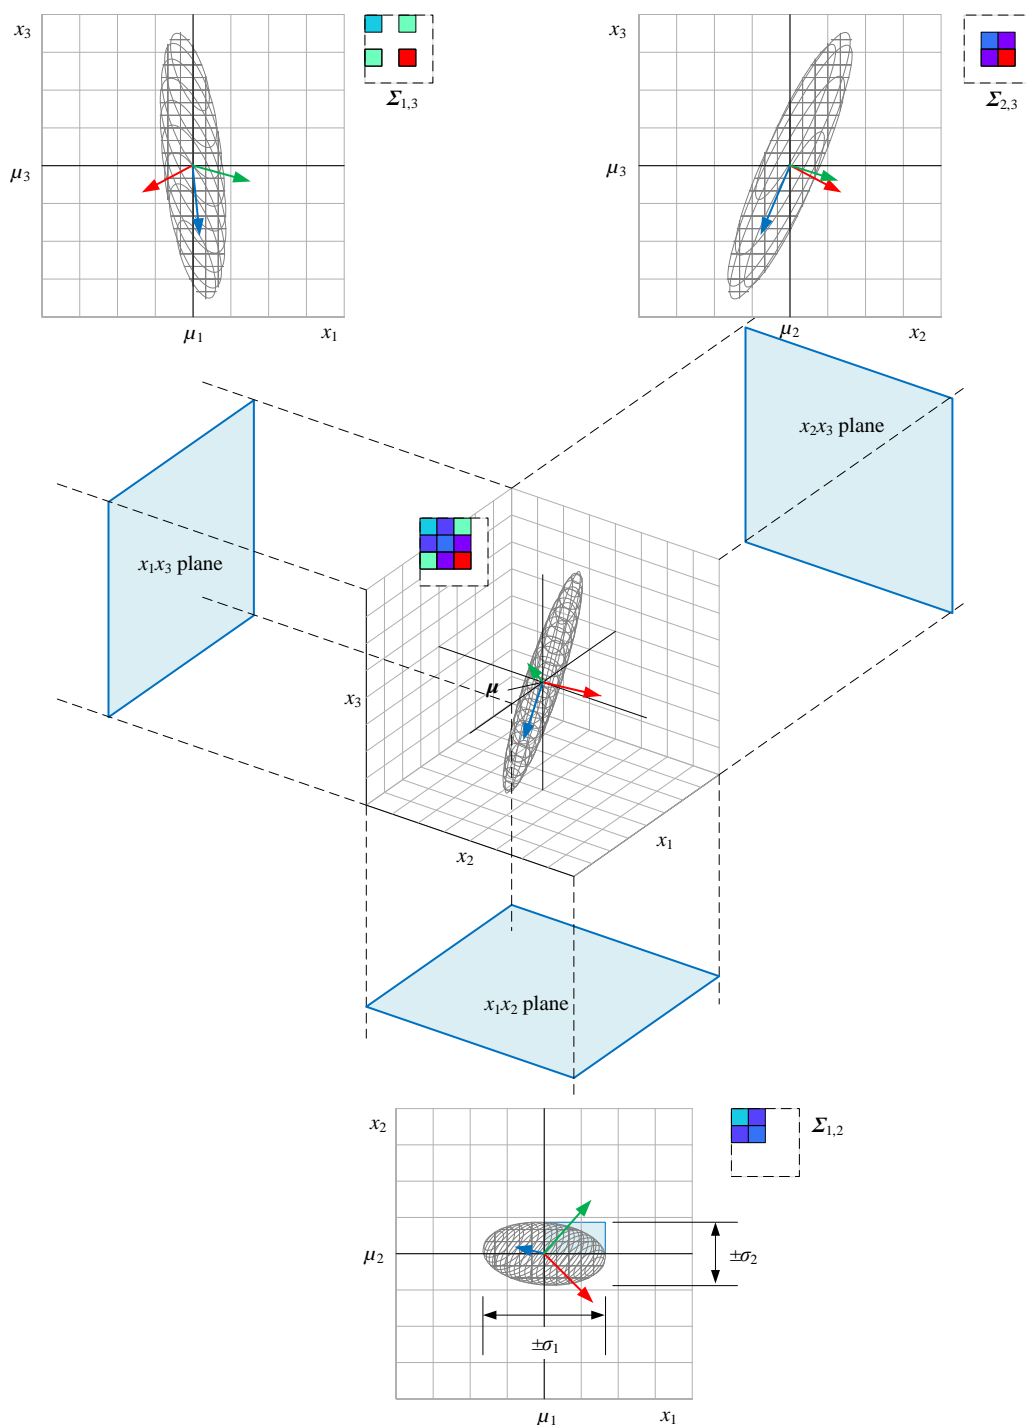 x₃
Σ₁,₃
μ₃
μ₁
x₁
x₃
Σ₂,₃
μ₃
μ₂
x₂
x₂x₃ plane
x₁x₃ plane
x₃
μ
x₂
x₁
x₁x₂ plane
x₂
Σ₁,₂
μ₂
±σ₂
±σ₁
μ₁
x₁